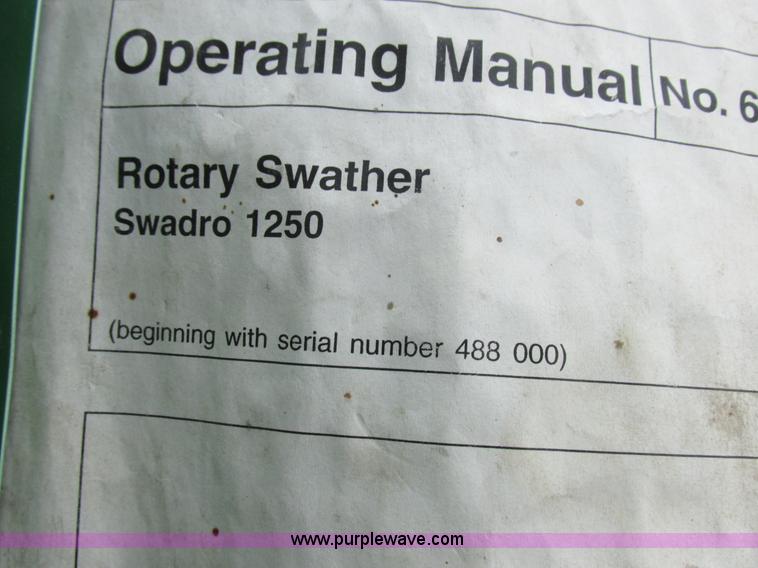 Operating Manual No. 6
Rotary Swather
Swadro 1250
(beginning with serial number 488 000)
www.purplewave.com